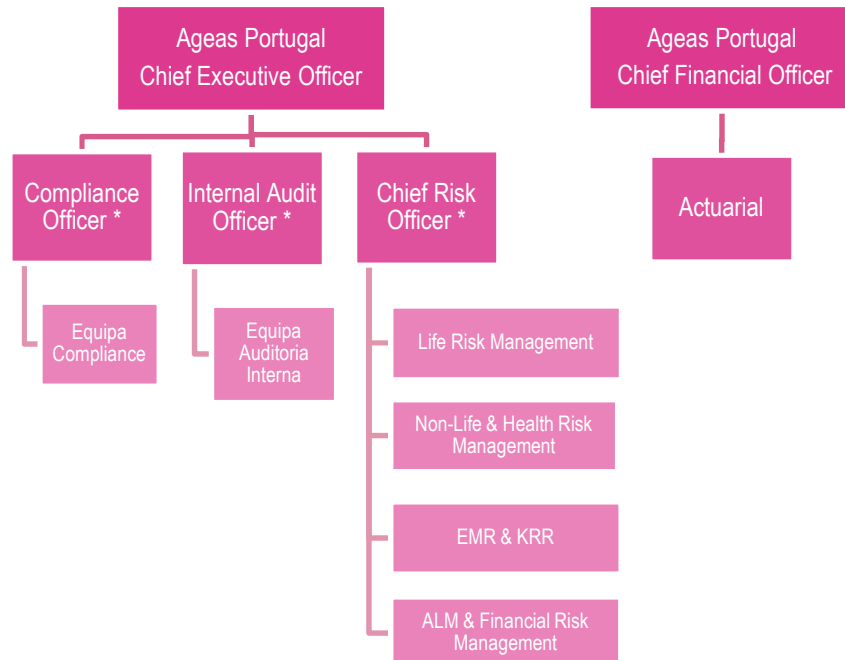 Ageas Portugal
Chief Executive Officer
Ageas Portugal
Chief Financial Officer
Compliance
Officer *
Internal Audit
Officer *
Chief Risk
Officer *
Actuarial
Equipa
Compliance
Equipa
Auditoria
Interna
Life Risk Management
Non-Life & Health Risk
Management
EMR & KRR
ALM & Financial Risk
Management